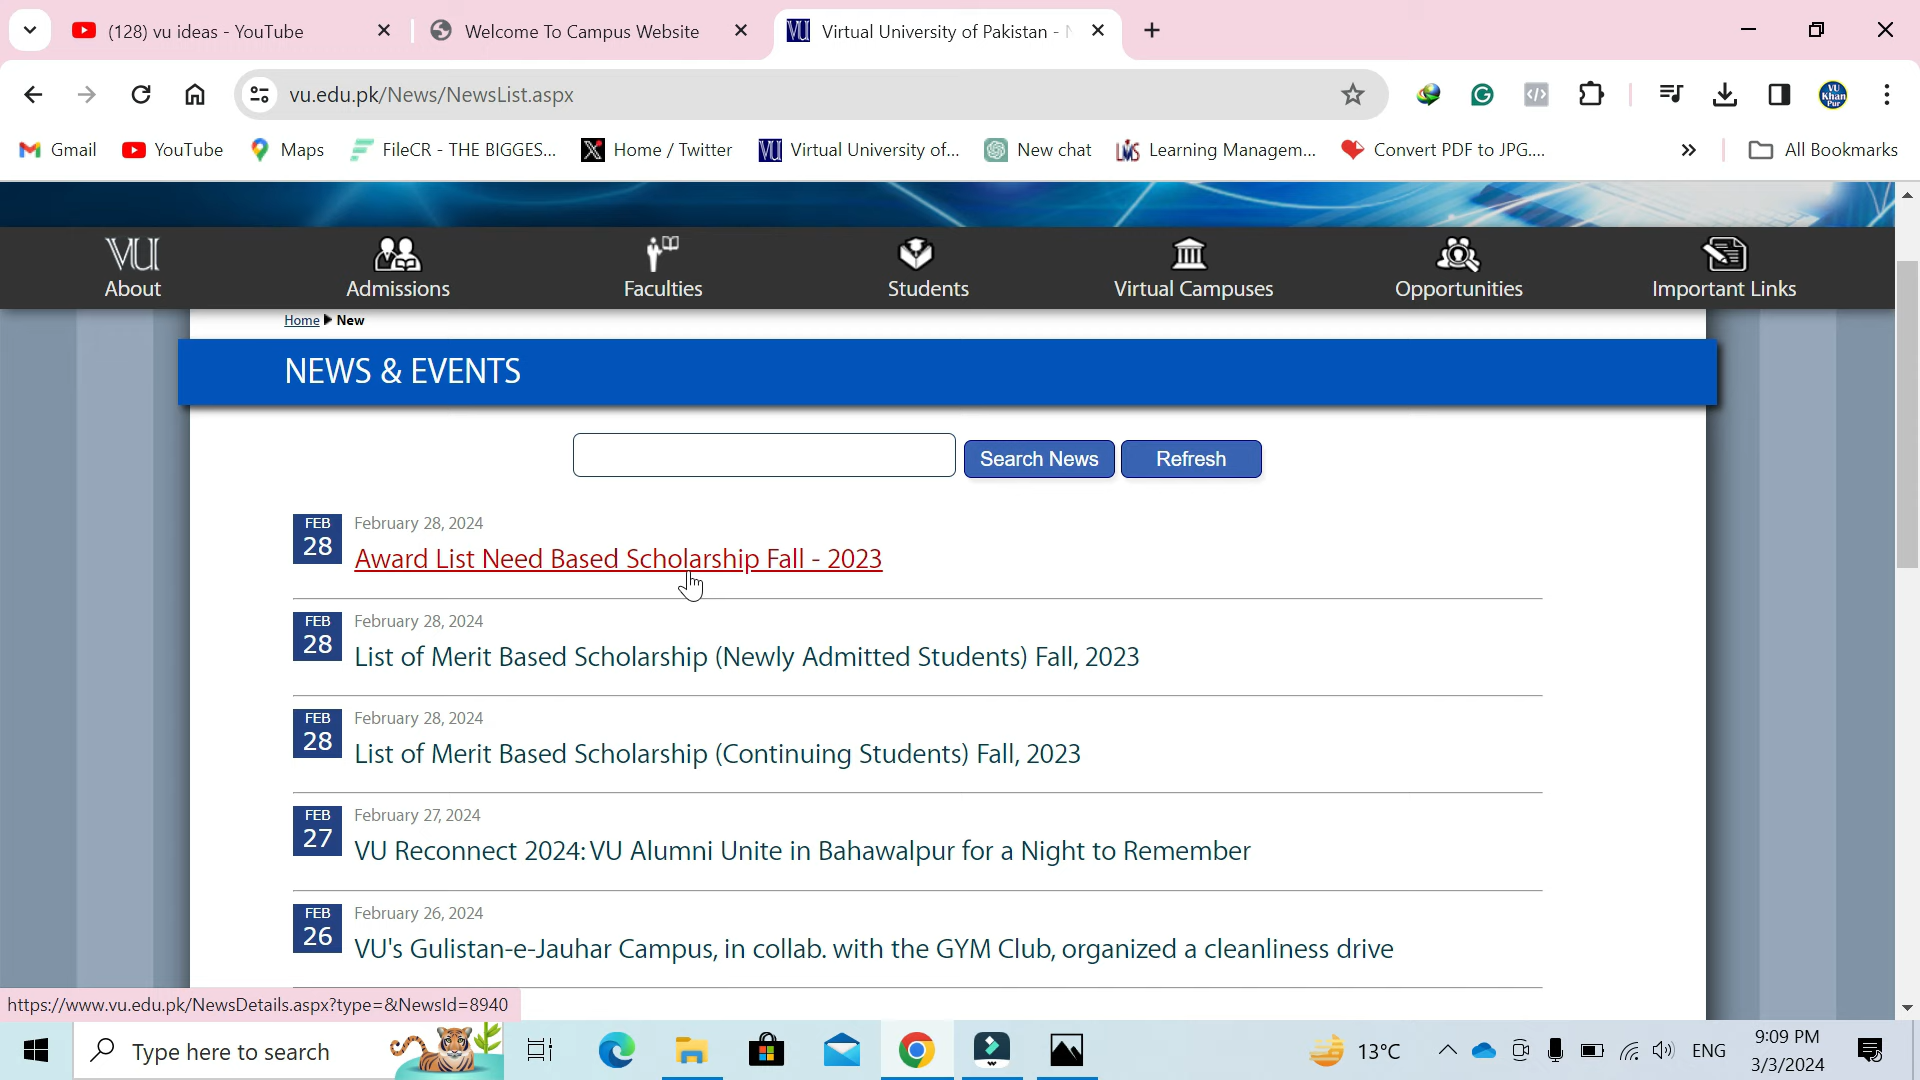 (128) vu ideas - YouTube
Welcome To Campus Website
VU Virtual University of Pakistan -
vu.edu.pk/News/NewsList.aspx
VU Khan Pur
Gmail
YouTube
Maps
FileCR - THE BIGGES...
Home / Twitter
VU Virtual University of...
New chat
LMS Learning Managem...
Convert PDF to JPG....
»
All Bookmarks
VU
About
Admissions
Faculties
Students
Virtual Campuses
Opportunities
Important Links
Home ▶ New
NEWS & EVENTS
Search News
Refresh
FEB 28
February 28, 2024
Award List Need Based Scholarship Fall - 2023
FEB 28
February 28, 2024
List of Merit Based Scholarship (Newly Admitted Students) Fall, 2023
FEB 28
February 28, 2024
List of Merit Based Scholarship (Continuing Students) Fall, 2023
FEB 27
February 27, 2024
VU Reconnect 2024: VU Alumni Unite in Bahawalpur for a Night to Remember
FEB 26
February 26, 2024
VU's Gulistan-e-Jauhar Campus, in collab. with the GYM Club, organized a cleanliness drive
https://www.vu.edu.pk/NewsDetails.aspx?type=&NewsId=8940
Type here to search
13°C
ENG
9:09 PM
3/3/2024